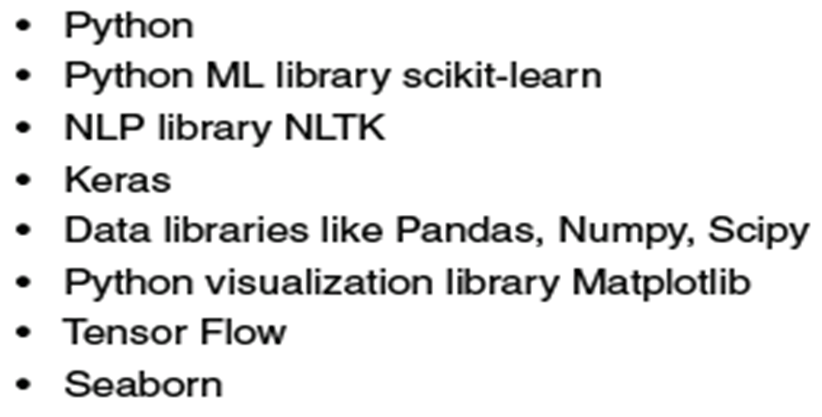 • Python
• Python ML library scikit-learn
• NLP library NLTK
• Keras
• Data libraries like Pandas, Numpy, Scipy
• Python visualization library Matplotlib
• Tensor Flow
• Seaborn